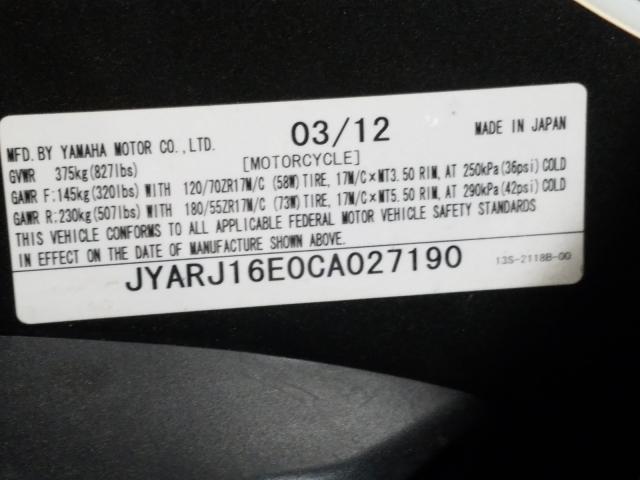 MFD. BY YAMAHA MOTOR CO., LTD. 03/12 MADE IN JAPAN
GVWR 375kg (827lbs) [MOTORCYCLE]
GAWR F: 145kg (320lbs) WITH 120/70ZR17M/C (58W) TIRE, 17M/C×MT3.50 RIM, AT 250kPa (36psi) COLD
GAWR R: 230kg (507lbs) WITH 180/55ZR17M/C (73W) TIRE, 17M/C×MT5.50 RIM, AT 290kPa (42psi) COLD
THIS VEHICLE CONFORMS TO ALL APPLICABLE FEDERAL MOTOR VEHICLE SAFETY STANDARDS
IN EFFECT ON THE DATE OF MANUFACTURE SHOWN ABOVE.
JYARJ16E0CA027190 13S-2118B-00